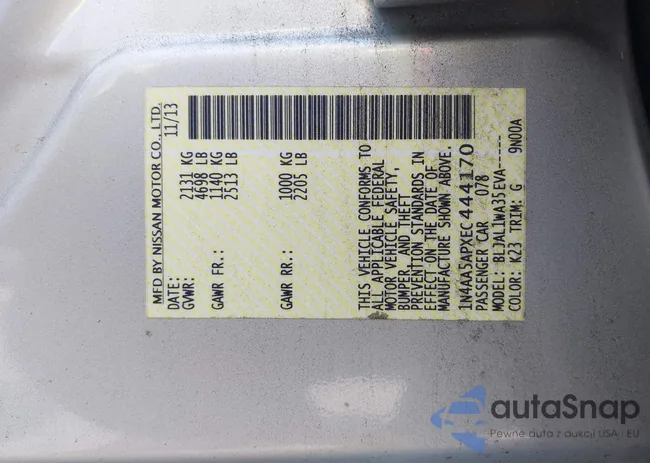 MFD BY NISSAN MOTOR CO., LTD.
DATE: 11/13
GVWR: 2131 KG
4698 LB
GAWR FR: 1140 KG
2513 LB
GAWR RR: 1000 KG
2205 LB
THIS VEHICLE CONFORMS TO
ALL APPLICABLE FEDERAL
MOTOR VEHICLE SAFETY,
BUMPER, AND THEFT
PREVENTION STANDARDS IN
EFFECT ON THE DATE OF
MANUFACTURE SHOWN ABOVE.
1N4AA5APXEC444170
PASSENGER CAR 078
MODEL: BLJAL1WA35EVA-----
COLOR: K23 TRIM: G 9N00A
autaSnap
Pewne auta z aukcji USA i EU